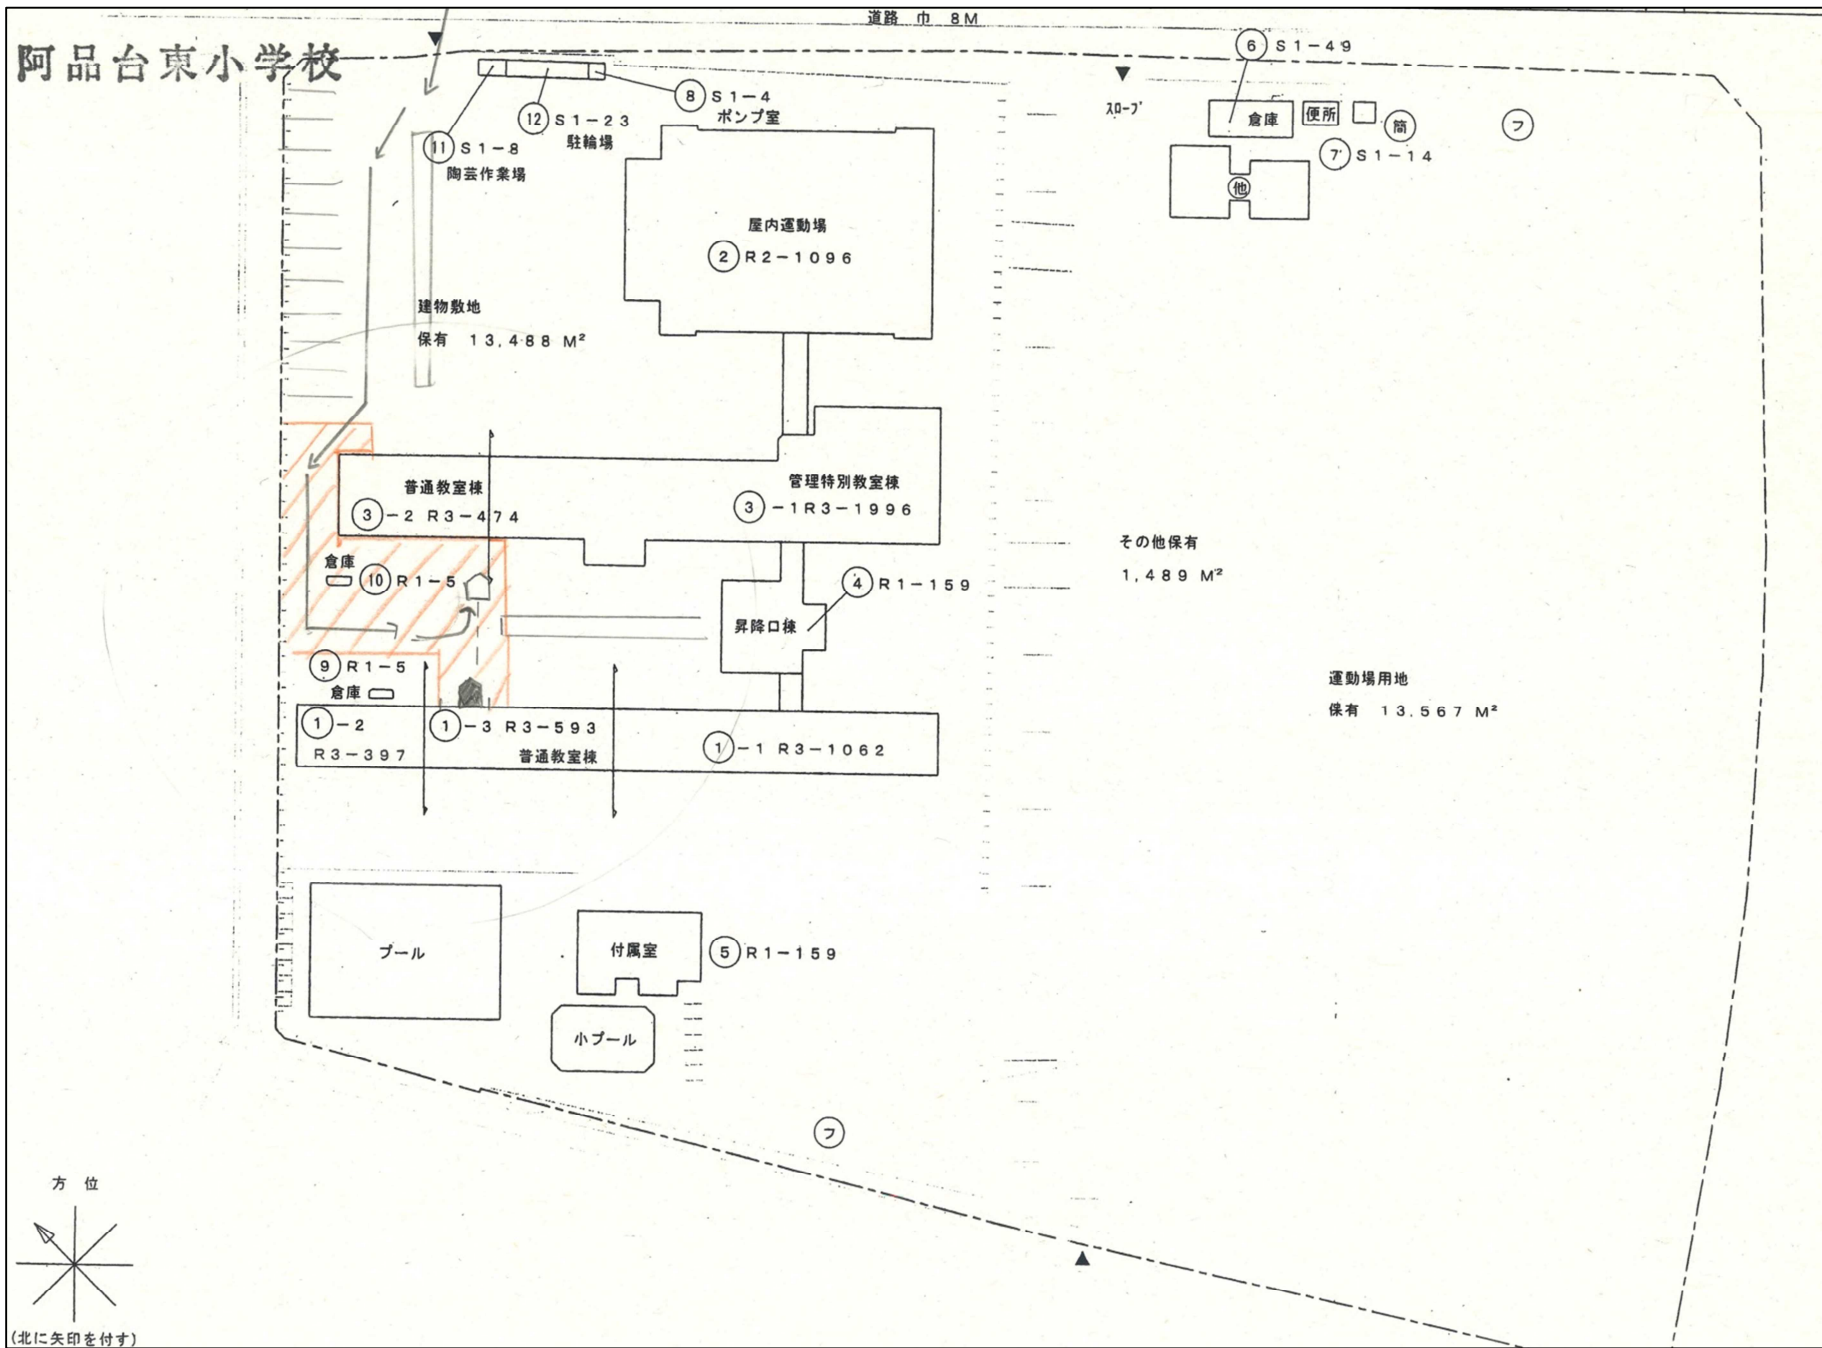 道路 巾 8M
阿品台東小学校
⑥ S1-49
⑧ S1-4
ポンプ室
⑫ S1-23
駐輪場
⑪ S1-8
陶芸作業場
スロープ
倉庫
便所
簡
フ
⑦ S1-14
他
屋内運動場
② R2-1096
建物敷地
保有 13,488 M²
普通教室棟
③-2 R3-474
管理特別教室棟
③-1R3-1996
倉庫
⑩ R1-5
④ R1-159
昇降口棟
その他保有
1,489 M²
⑨ R1-5
倉庫
運動場用地
保有 13,567 M²
①-2
R3-397
①-3 R3-593
普通教室棟
①-1 R3-1062
プール
付属室
⑤ R1-159
小プール
フ
方 位
(北に矢印を付す)